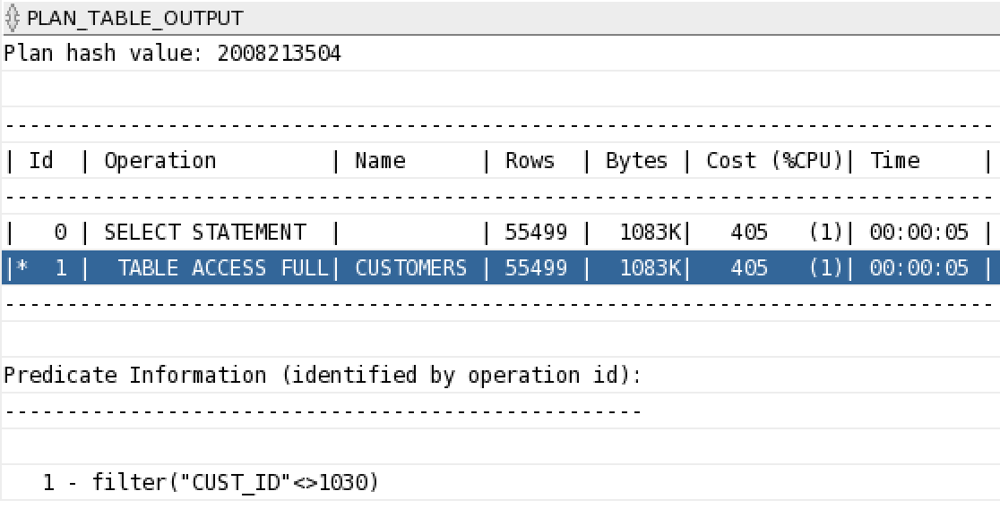 PLAN_TABLE_OUTPUT
Plan hash value: 2008213504
-------------------------------------------------------------------------------
| Id  | Operation         | Name      | Rows  | Bytes | Cost (%CPU)| Time     |
-------------------------------------------------------------------------------
|   0 | SELECT STATEMENT  |           | 55499 |  1083K|   405   (1)| 00:00:05 |
|*  1 |  TABLE ACCESS FULL| CUSTOMERS | 55499 |  1083K|   405   (1)| 00:00:05 |
-------------------------------------------------------------------------------
Predicate Information (identified by operation id):
---------------------------------------------------
   1 - filter("CUST_ID"<>1030)